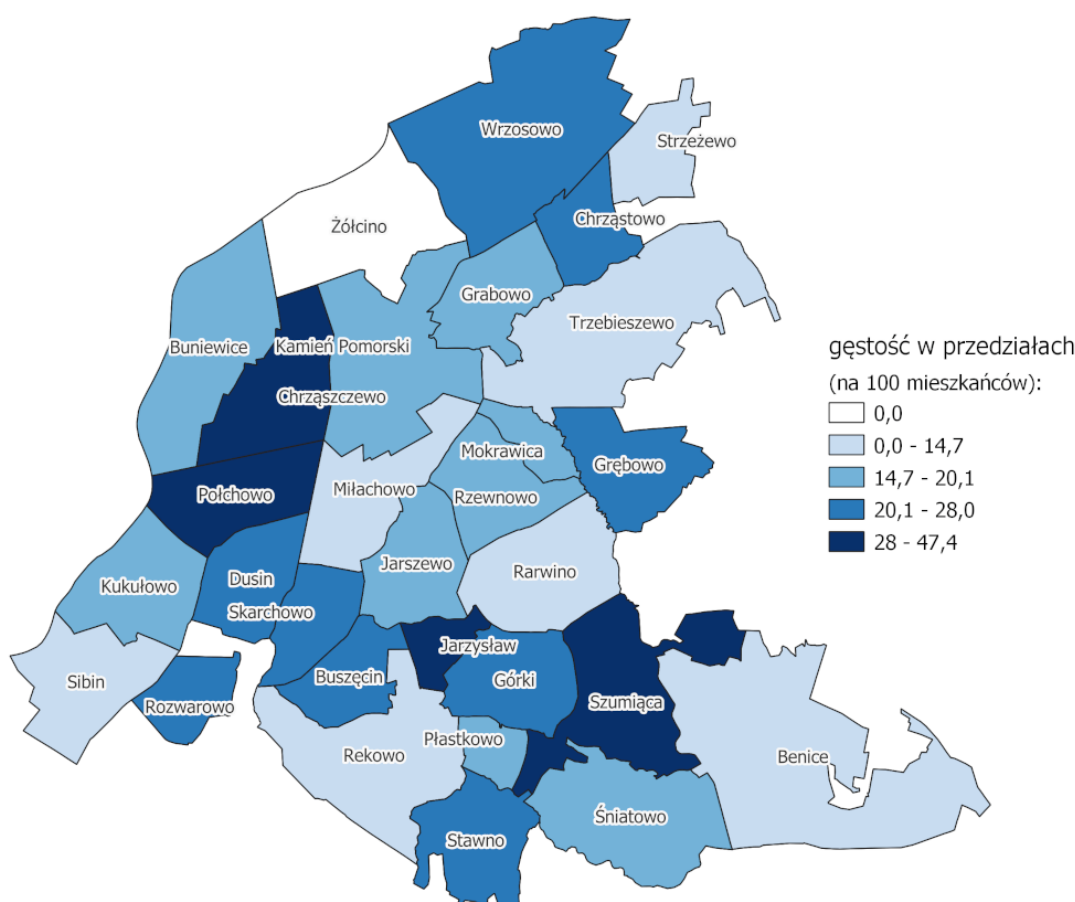 Wrzosowo
Strzeżewo
Chrząstowo
Żółcino
Grabowo
Trzebieszewo
Buniewice
Kamień Pomorski
Chrząszczewo
gęstość w przedziałach
(na 100 mieszkańców):
0,0
0,0 - 14,7
14,7 - 20,1
20,1 - 28,0
28 - 47,4
Mokrawica
Grębowo
Połchowo
Miłachowo
Rzewnowo
Jarszewo
Rarwino
Kukułowo
Dusin
Skarchowo
Jarzysław
Sibin
Buszęcin
Górki
Rozwarowo
Szumiąca
Płastkowo
Rekowo
Benice
Śniatowo
Stawno